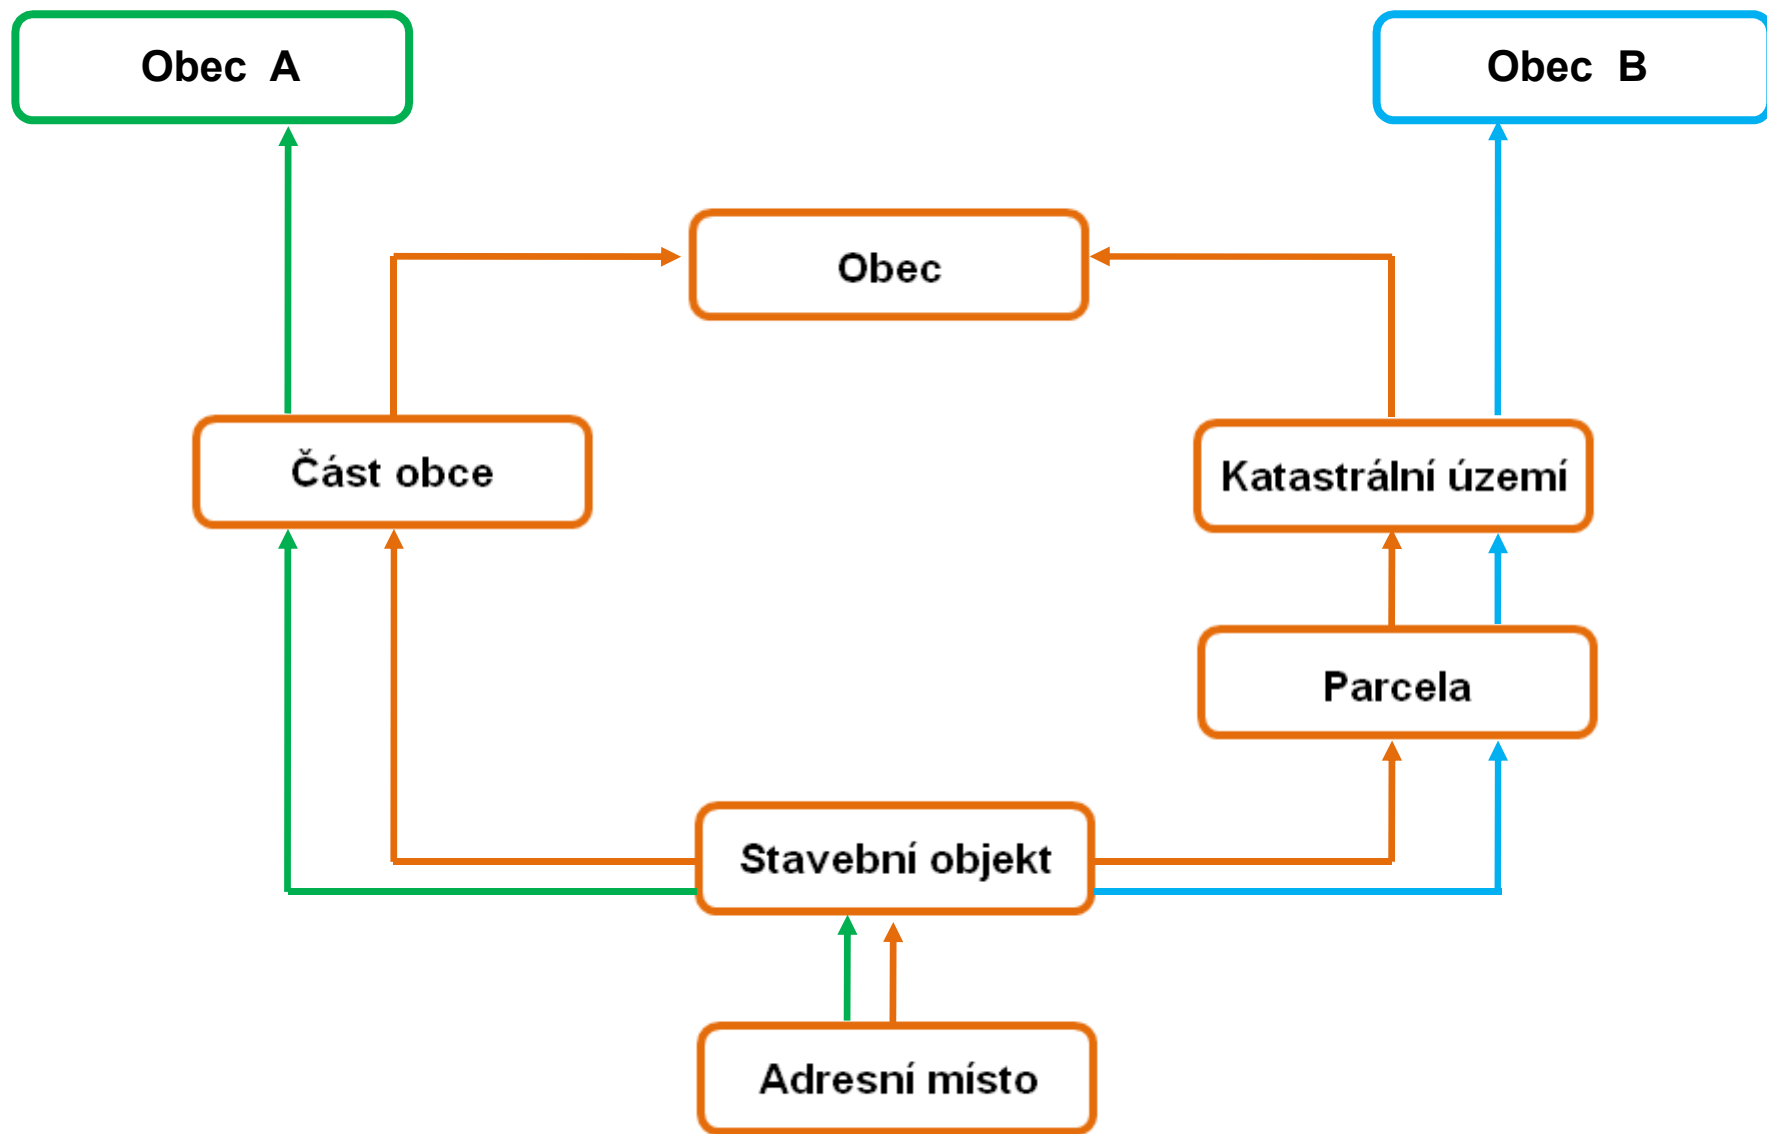 Obec A
Obec B
Obec
Část obce
Katastrální území
Parcela
Stavební objekt
Adresní místo